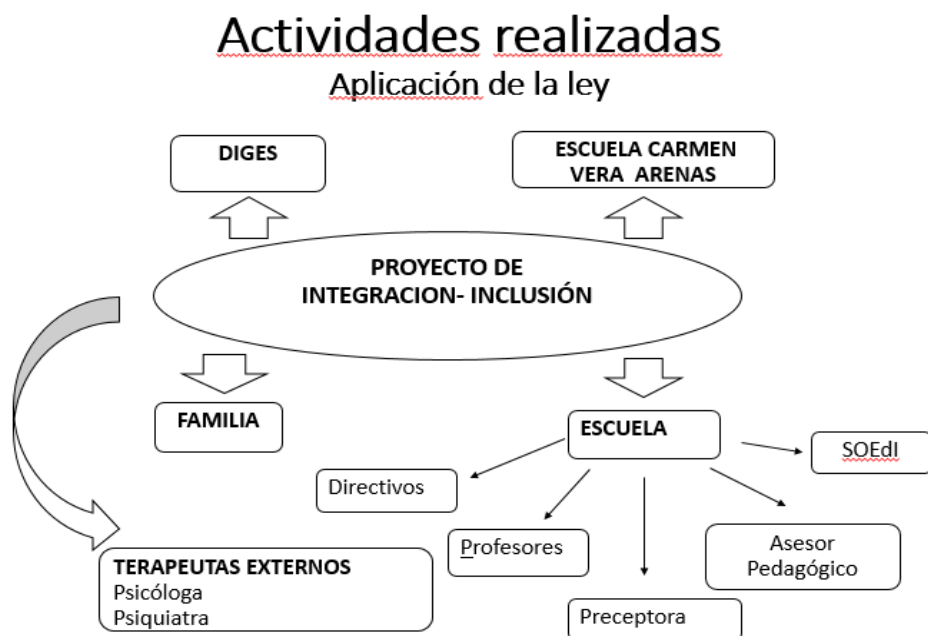 Actividades realizadas
Aplicación de la ley
DIGES
ESCUELA CARMEN
VERA ARENAS
PROYECTO DE
INTEGRACION- INCLUSIÓN
FAMILIA
ESCUELA
SOEdI
Directivos
Profesores
Asesor
Pedagógico
Preceptora
TERAPEUTAS EXTERNOS
Psicóloga
Psiquiatra